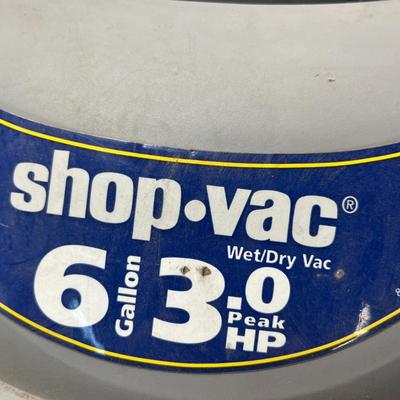 shop·vac®
Wet/Dry Vac
6 Gallon 3.0 Peak HP